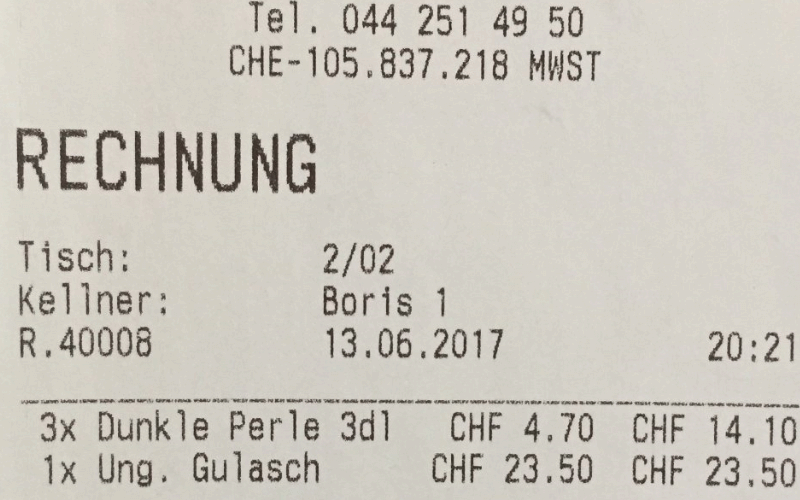 Tel. 044 251 49 50
CHE-105.837.218 MWST
RECHNUNG
Tisch: 2/02
Kellner: Boris 1
R.40008 13.06.2017 20:21
3x Dunkle Perle 3dl CHF 4.70 CHF 14.10
1x Ung. Gulasch CHF 23.50 CHF 23.50